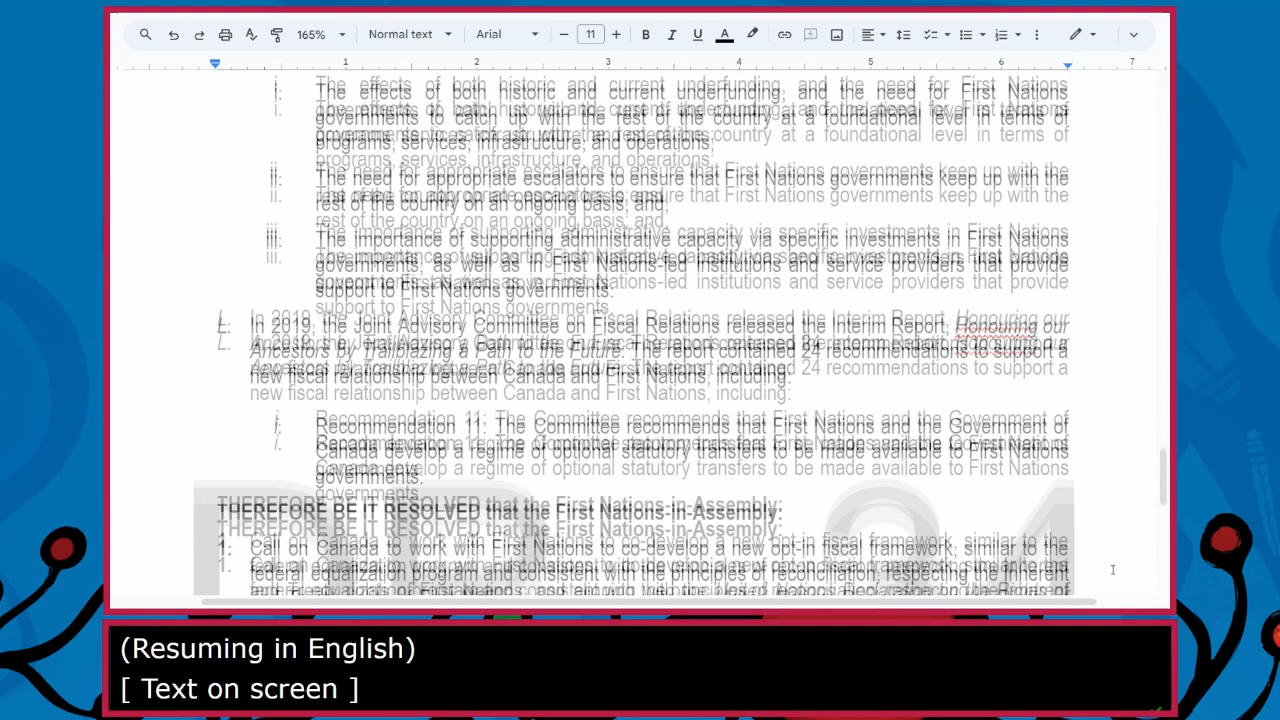 165%
Normal text
Arial
11
B I U A
1 2 3 4 5 6 7
i. The effects of both historic and current underfunding, and the need for First Nations
governments to catch up with the rest of the country at a foundational level in terms of
programs, services, infrastructure, and operations;
ii. The need for appropriate escalators to ensure that First Nations governments keep up with the
rest of the country on an ongoing basis, and,
iii. The importance of supporting administrative capacity via specific investments in First Nations
governments, as well as in First Nations-led institutions and service providers that provide
support to First Nations governments.
L. In 2019, the Joint Advisory Committee on Fiscal Relations released the Interim Report, Honouring our
Ancestors by Trailblazing a Path to the Future. The report contained 24 recommendations to support a
new fiscal relationship between Canada and First Nations, including:
i. Recommendation 11: The Committee recommends that First Nations and the Government of
Canada develop a regime of optional statutory transfers to be made available to First Nations
governments.
THEREFORE BE IT RESOLVED that the First Nations-in-Assembly:
1. Call on Canada to work with First Nations to co-develop a new opt-in fiscal framework, similar to the
federal equalization program and consistent with the principles of reconciliation, respecting the inherent
(Resuming in English)
[ Text on screen ]